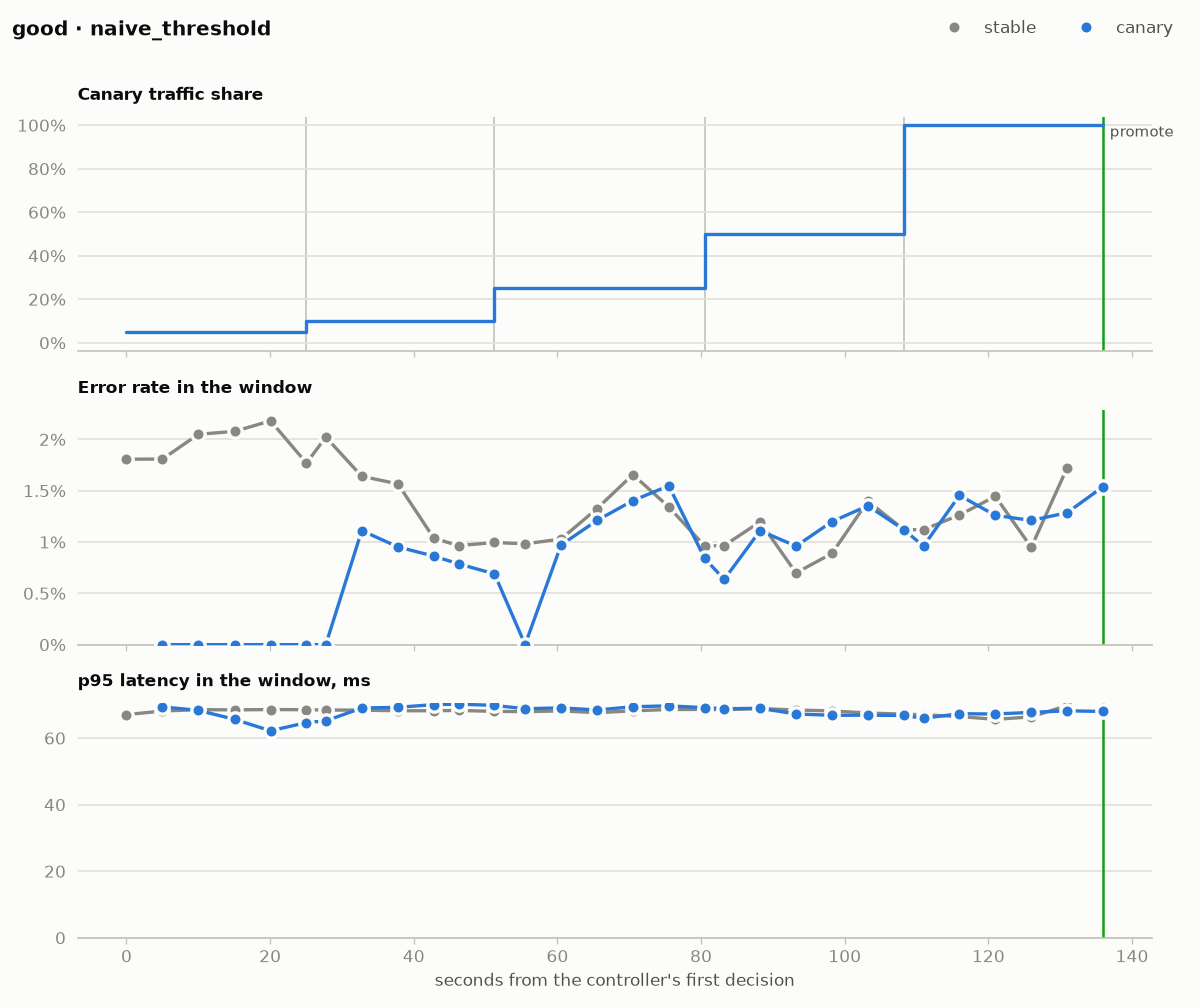 good · naive_threshold
stable canary
Canary traffic share
100%
80%
60%
40%
20%
0%
promote
Error rate in the window
2%
1.5%
1%
0.5%
0%
p95 latency in the window, ms
60
40
20
0
0 20 40 60 80 100 120 140
seconds from the controller's first decision